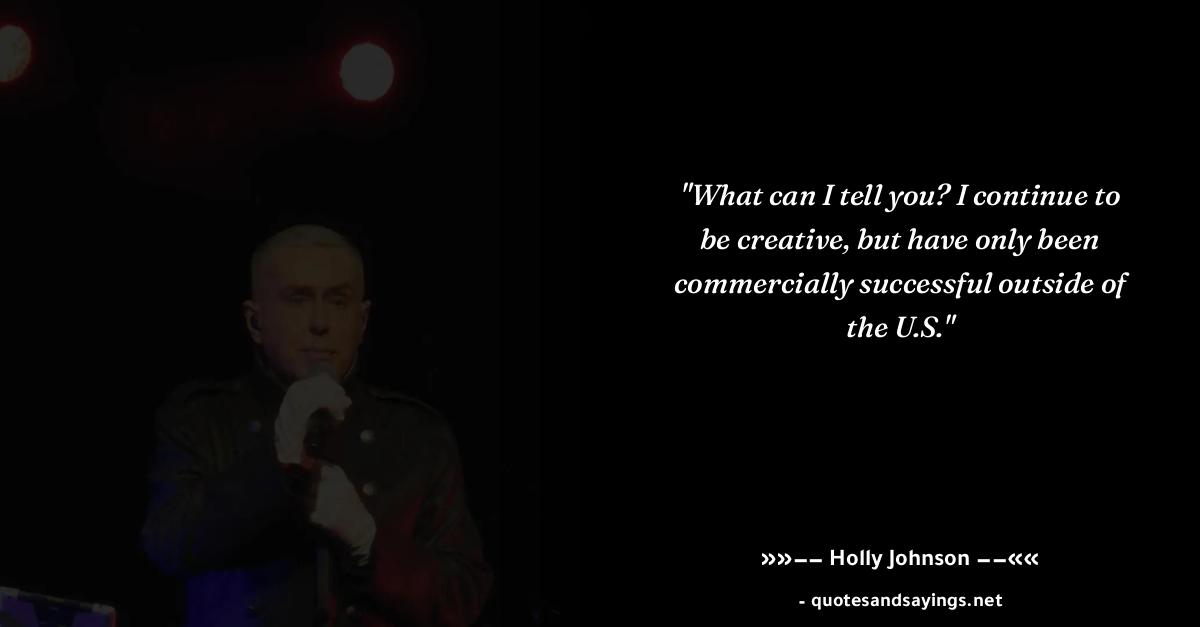 "What can I tell you? I continue to
be creative, but have only been
commercially successful outside of
the U.S."
»»−− Holly Johnson −−««
- quotesandsayings.net